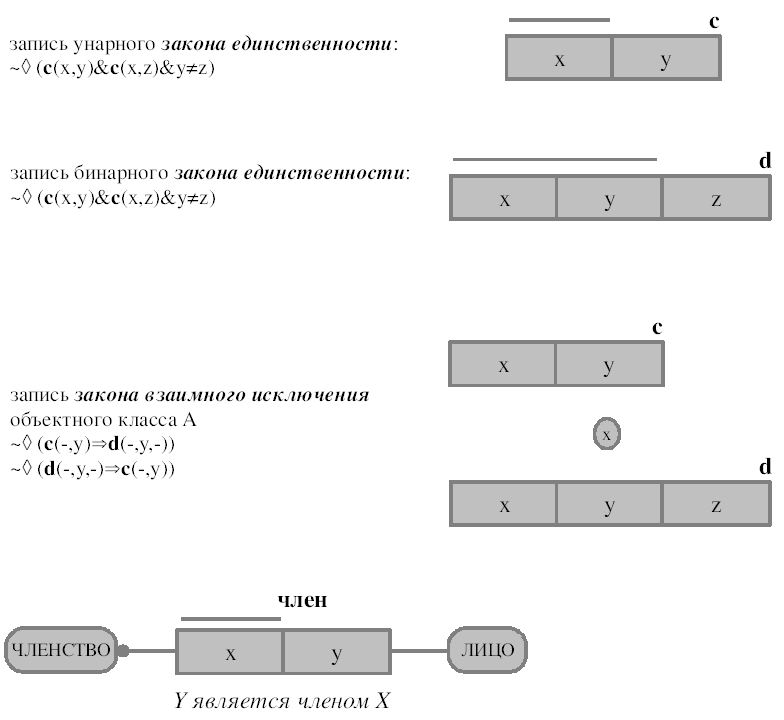 запись унарного закона единственности:
~◊ (c(x,y)&c(x,z)&y≠z)
c
x y
запись бинарного закона единственности:
~◊ (c(x,y)&c(x,z)&y≠z)
d
x y z
c
x y
запись закона взаимного исключения
объектного класса А
~◊ (c(-,y)⇒d(-,y,-))
~◊ (d(-,y,-)⇒c(-,y))
x
d
x y z
член
ЧЛЕНСТВО x y ЛИЦО
Y является членом X